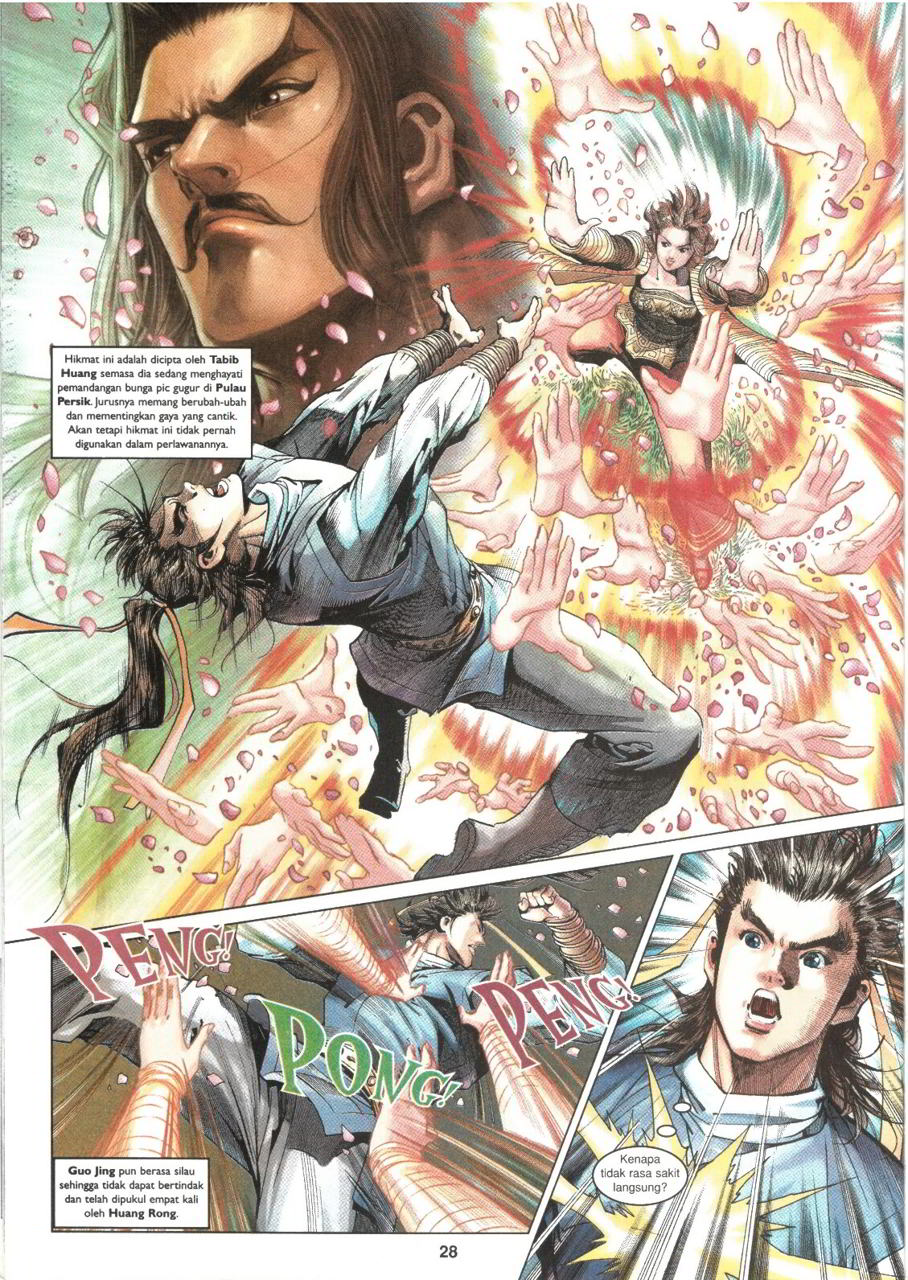 Hikmat ini adalah dicipta oleh Tabib
Huang semasa dia sedang menghayati
pemandangan bunga pic gugur di Pulau
Persik. Jurusnya memang berubah-ubah
dan mementingkan gaya yang cantik.
Akan tetapi hikmat ini tidak pernah
digunakan dalam perlawanannya.
PENG!
PONG!
PENG!
Guo Jing pun berasa silau
sehingga tidak dapat bertindak
dan telah dipukul empat kali
oleh Huang Rong.
Kenapa
tidak rasa sakit
langsung?
28